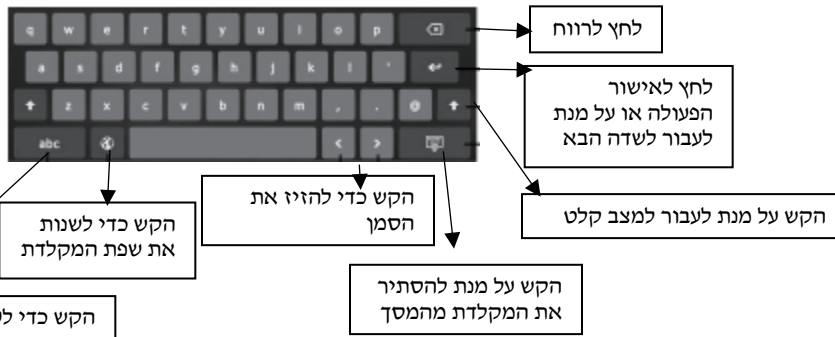 q w e r t y u i o p
לחץ לרווח
a s d f g h j k l '
לחץ לאישור
הפעולה או על מנת
לעבור לשדה הבא
z x c v b n m , . @
abc < >
הקש כדי להזיז את
הסמן
הקש על מנת לעבור למצב קלט
הקש כדי לשנות
את שפת המקלדת
הקש על מנת להסתיר
את המקלדת מהמסך
הקש כדי